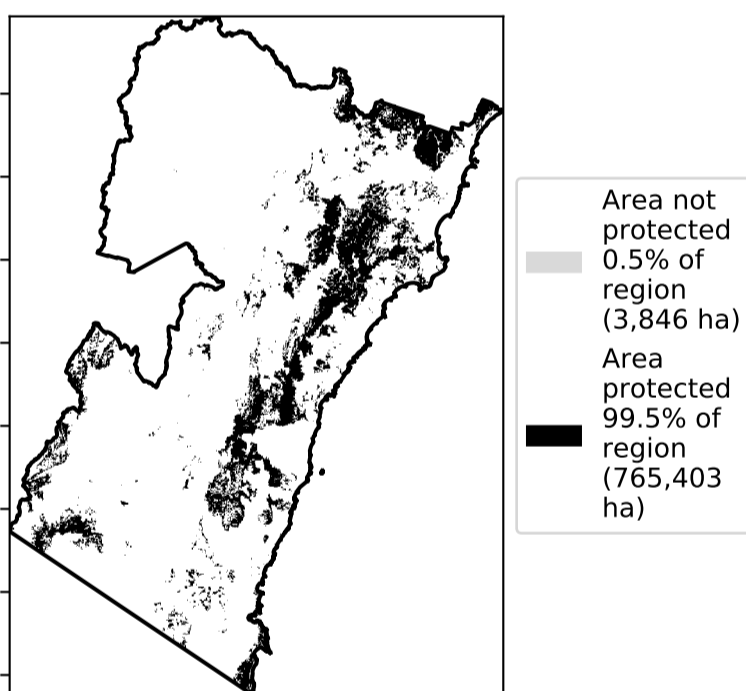 Area not
protected
0.5% of
region
(3,846 ha)
Area
protected
99.5% of
region
(765,403
ha)